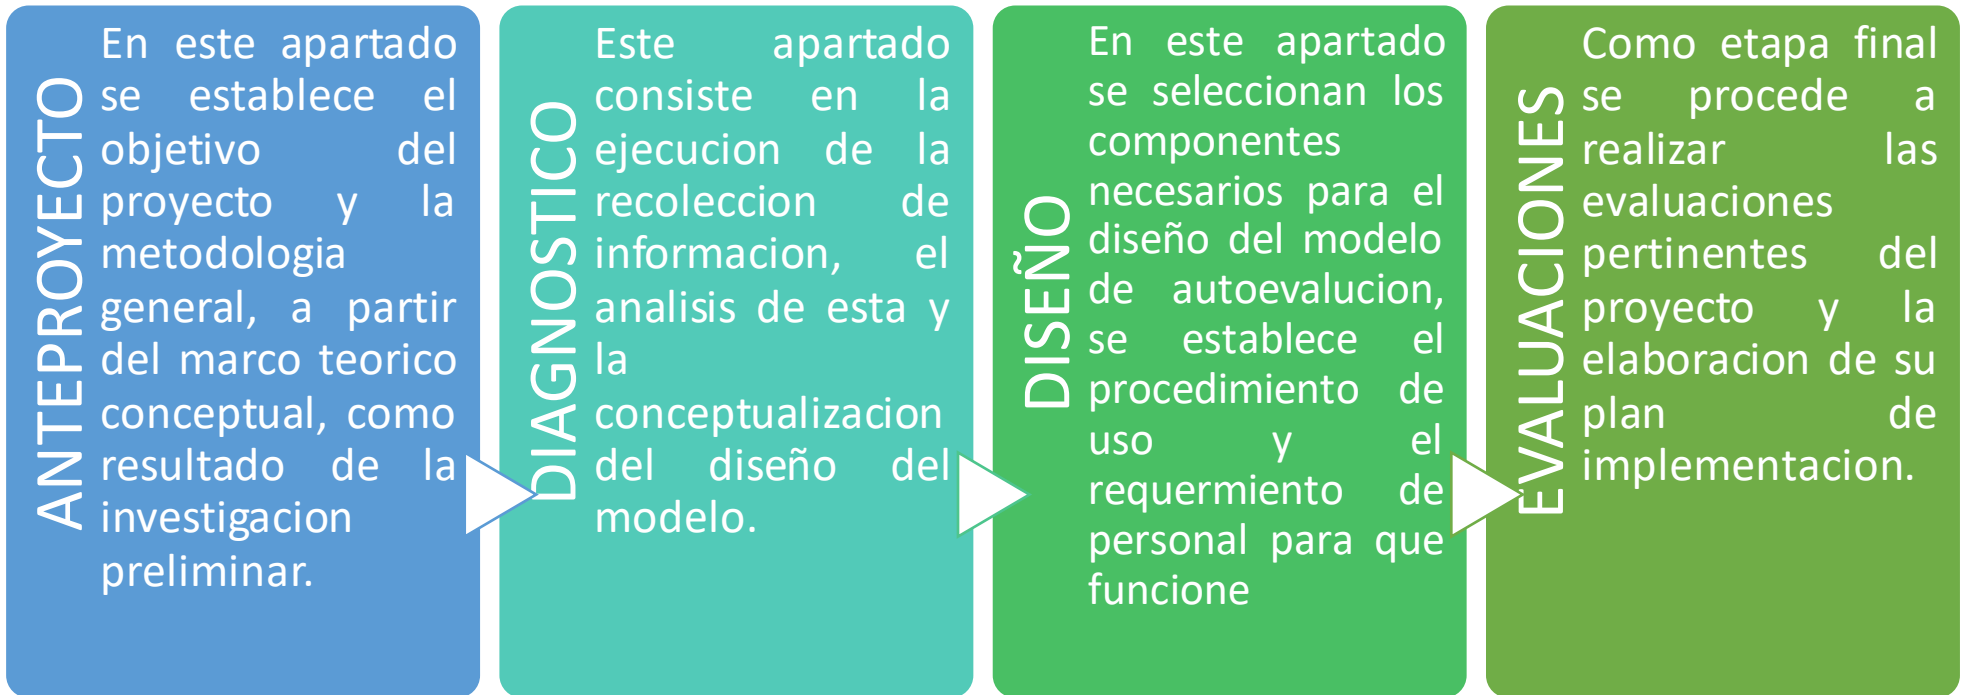 ANTEPROYECTO
En este apartado
se establece el
objetivo del
proyecto y la
metodologia
general, a partir
del marco teorico
conceptual, como
resultado de la
investigacion
preliminar.
DIAGNOSTICO
Este apartado
consiste en la
ejecucion de la
recoleccion de
informacion, el
analisis de esta y
la
conceptualizacion
del diseño del
modelo.
DISEÑO
En este apartado
se seleccionan los
componentes
necesarios para el
diseño del modelo
de autoevalucion,
se establece el
procedimiento de
uso y el
requermiento de
personal para que
funcione
EVALUACIONES
Como etapa final
se procede a
realizar las
evaluaciones
pertinentes del
proyecto y la
elaboracion de su
plan de
implementacion.